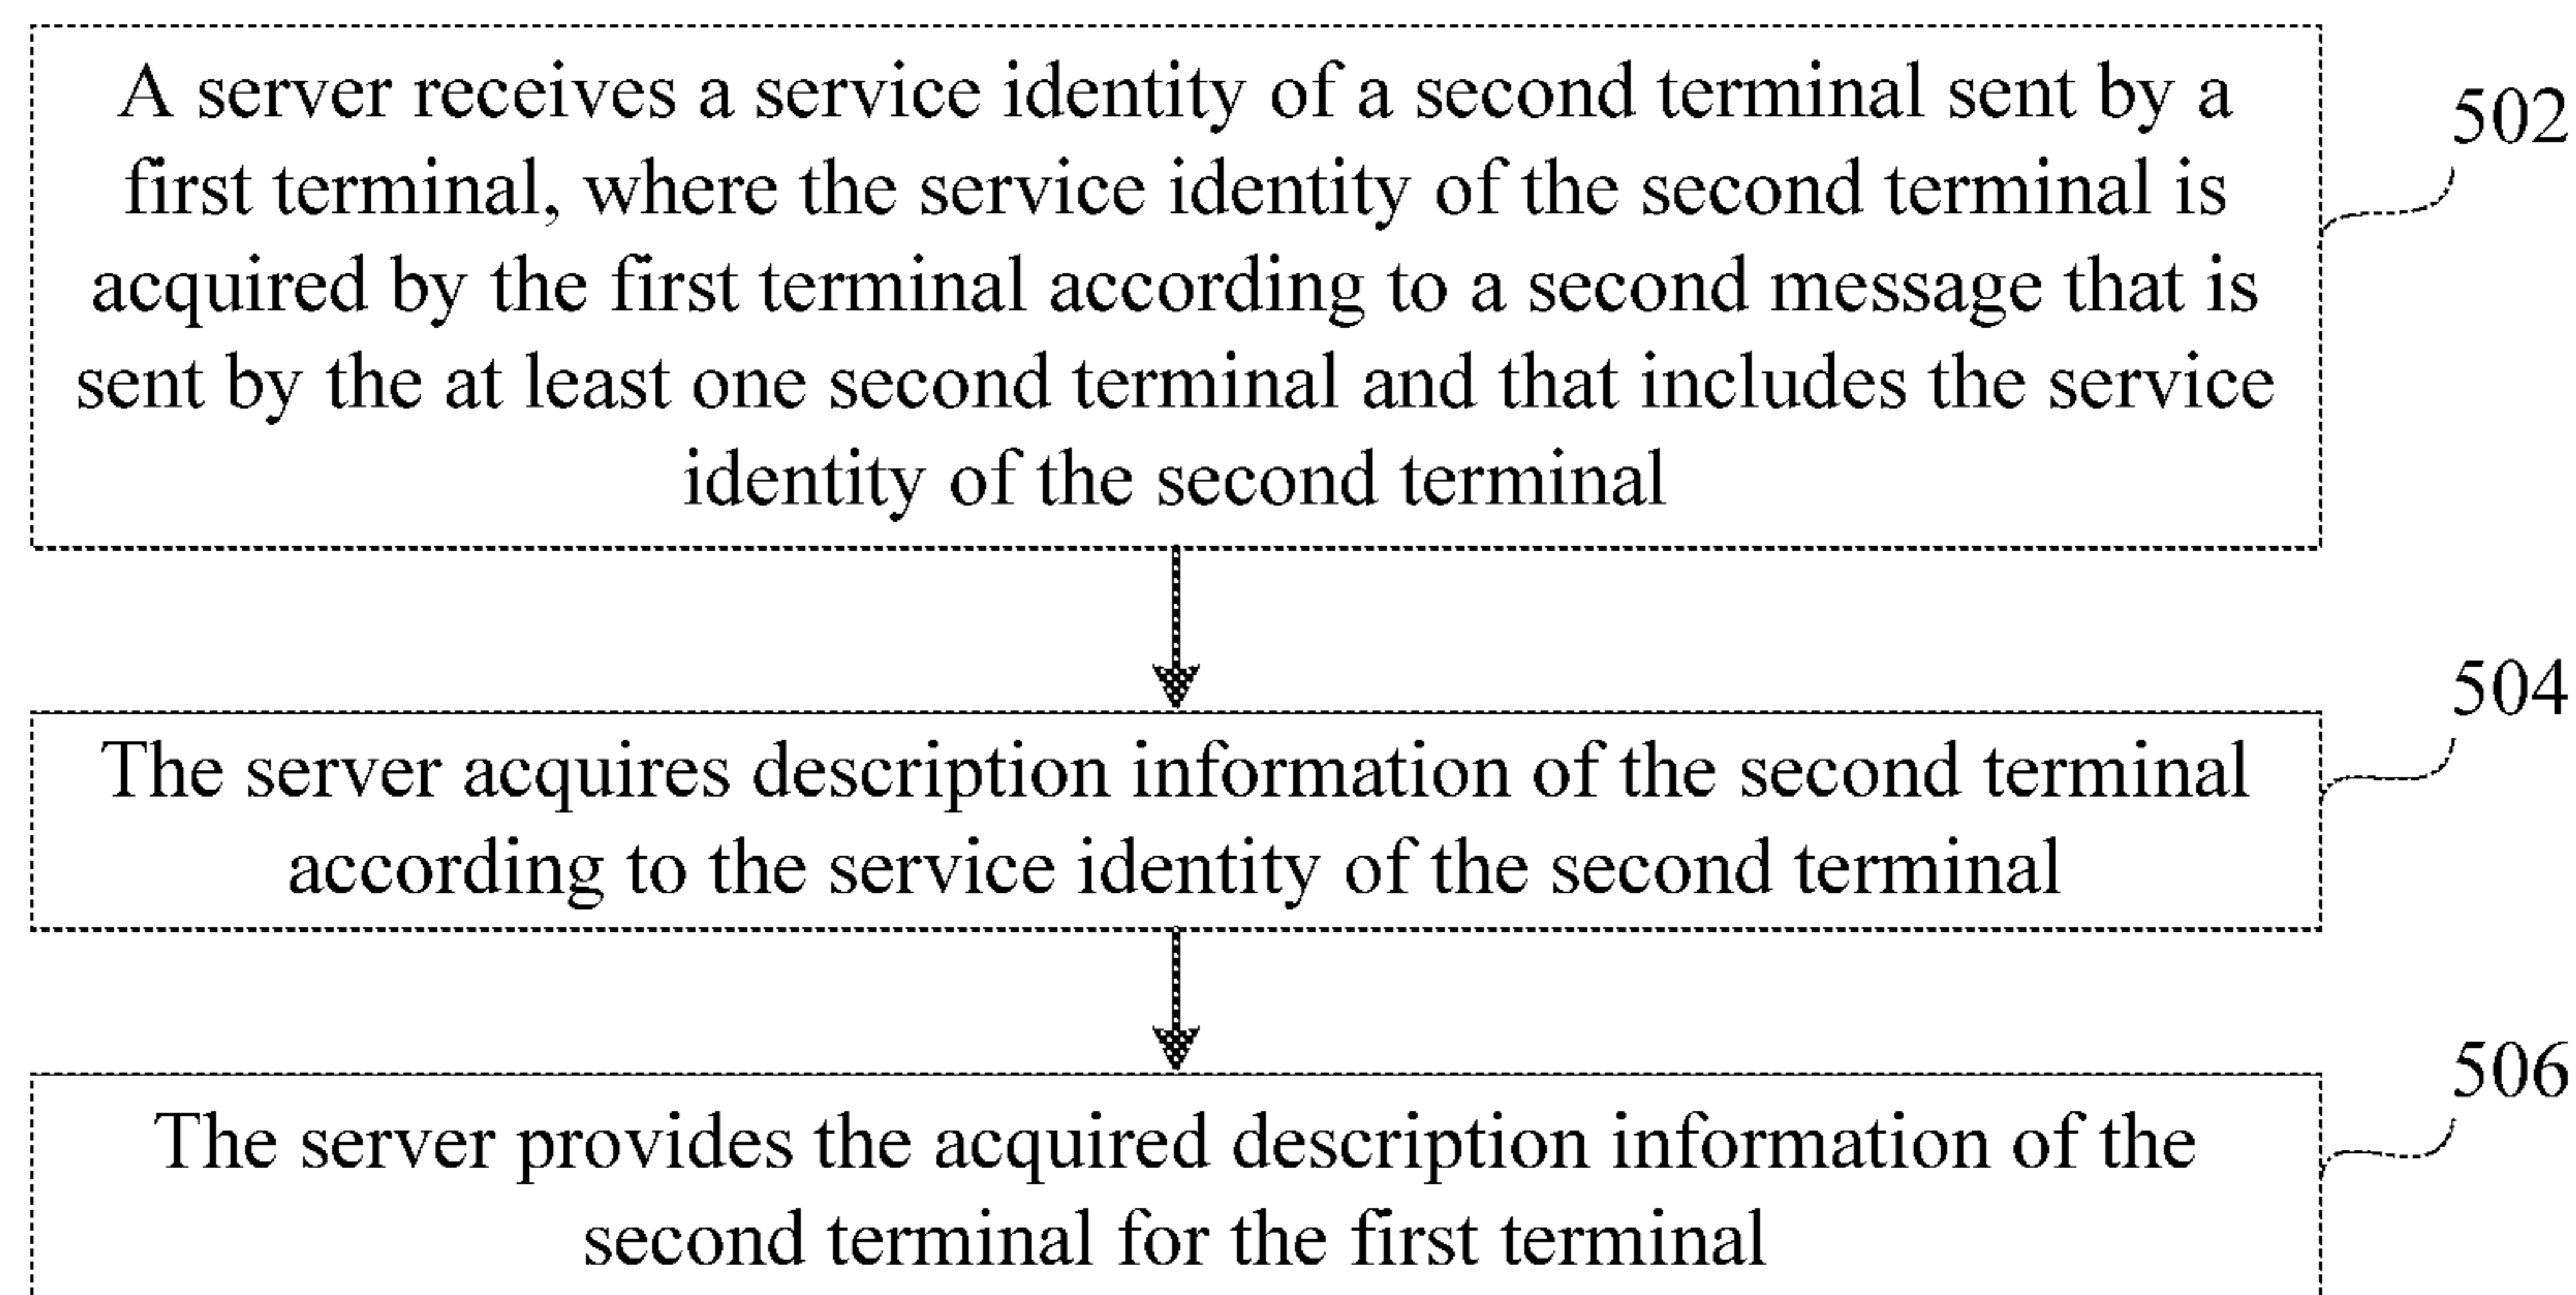 A server receives a service identity of a second terminal sent by a
first terminal, where the service identity of the second terminal is
acquired by the first terminal according to a second message that is
sent by the at least one second terminal and that includes the service
identity of the second terminal
502
The server acquires description information of the second terminal
according to the service identity of the second terminal
504
The server provides the acquired description information of the
second terminal for the first terminal
506